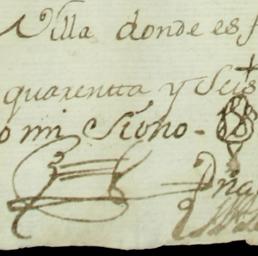 Villa donde es f
quarentta y Seis
o mi Signo -